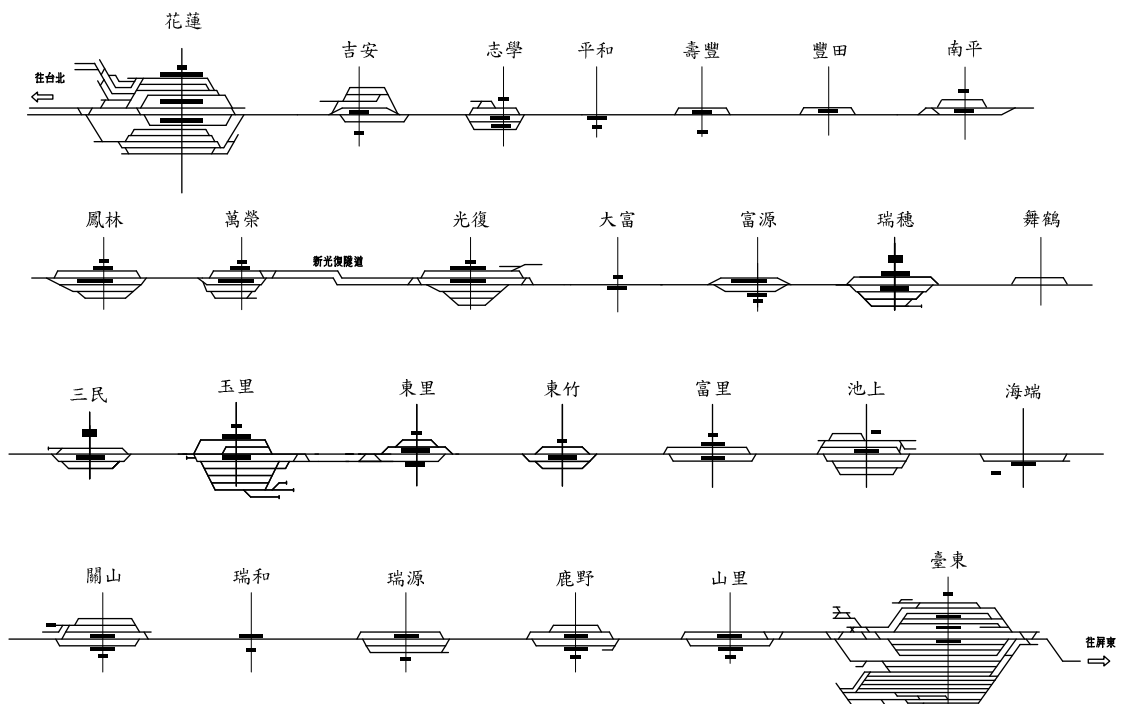 花蓮
吉安
志學
平和
壽豐
豐田
南平
往台北
鳳林
萬榮
光復
大富
富源
瑞穗
舞鶴
新光復隧道
三民
玉里
東里
東竹
富里
池上
海端
關山
瑞和
瑞源
鹿野
山里
臺東
往屏東